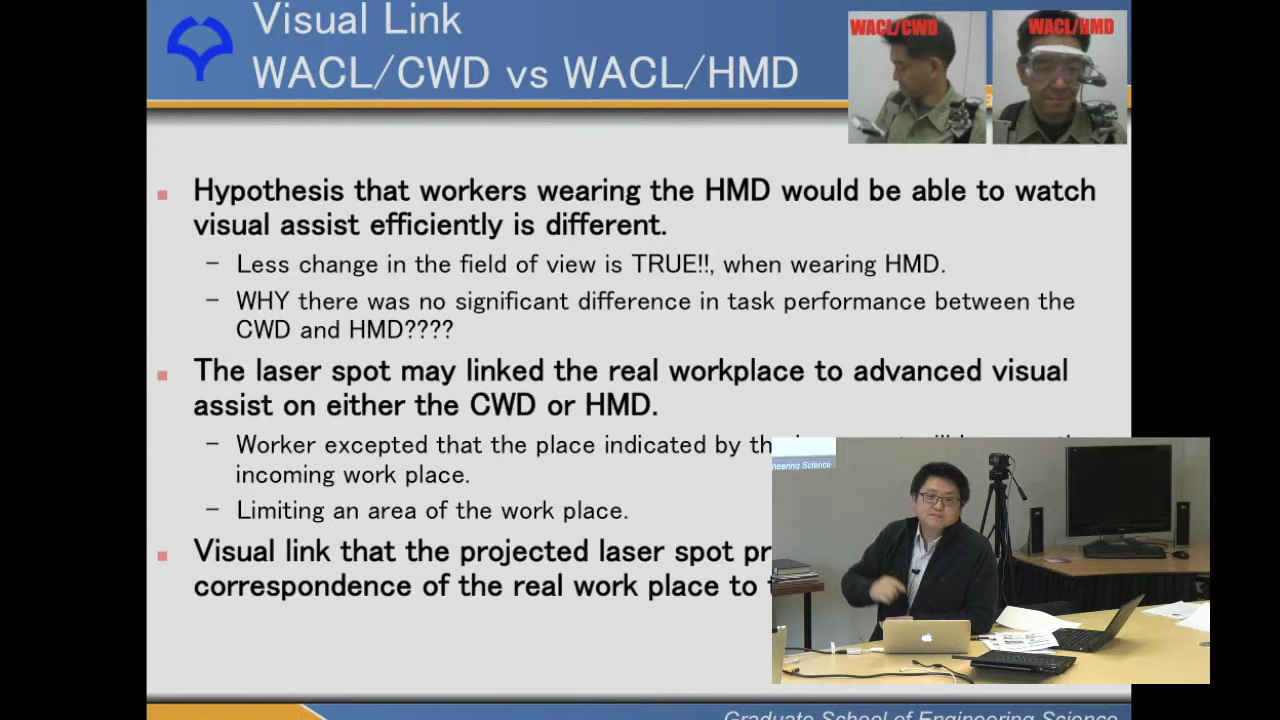 Visual Link
WACL/CWD vs WACL/HMD
WACL/CWD
WACL/HMD
Hypothesis that workers wearing the HMD would be able to watch
visual assist efficiently is different.
– Less change in the field of view is TRUE!!, when wearing HMD.
– WHY there was no significant difference in task performance between the
CWD and HMD????
The laser spot may linked the real workplace to advanced visual
assist on either the CWD or HMD.
– Worker excepted that the place indicated by
incoming work place.
– Limiting an area of the work place.
Visual link that the projected laser spot
correspondence of the real work place to
neering Science
Graduate School of Engineering Science